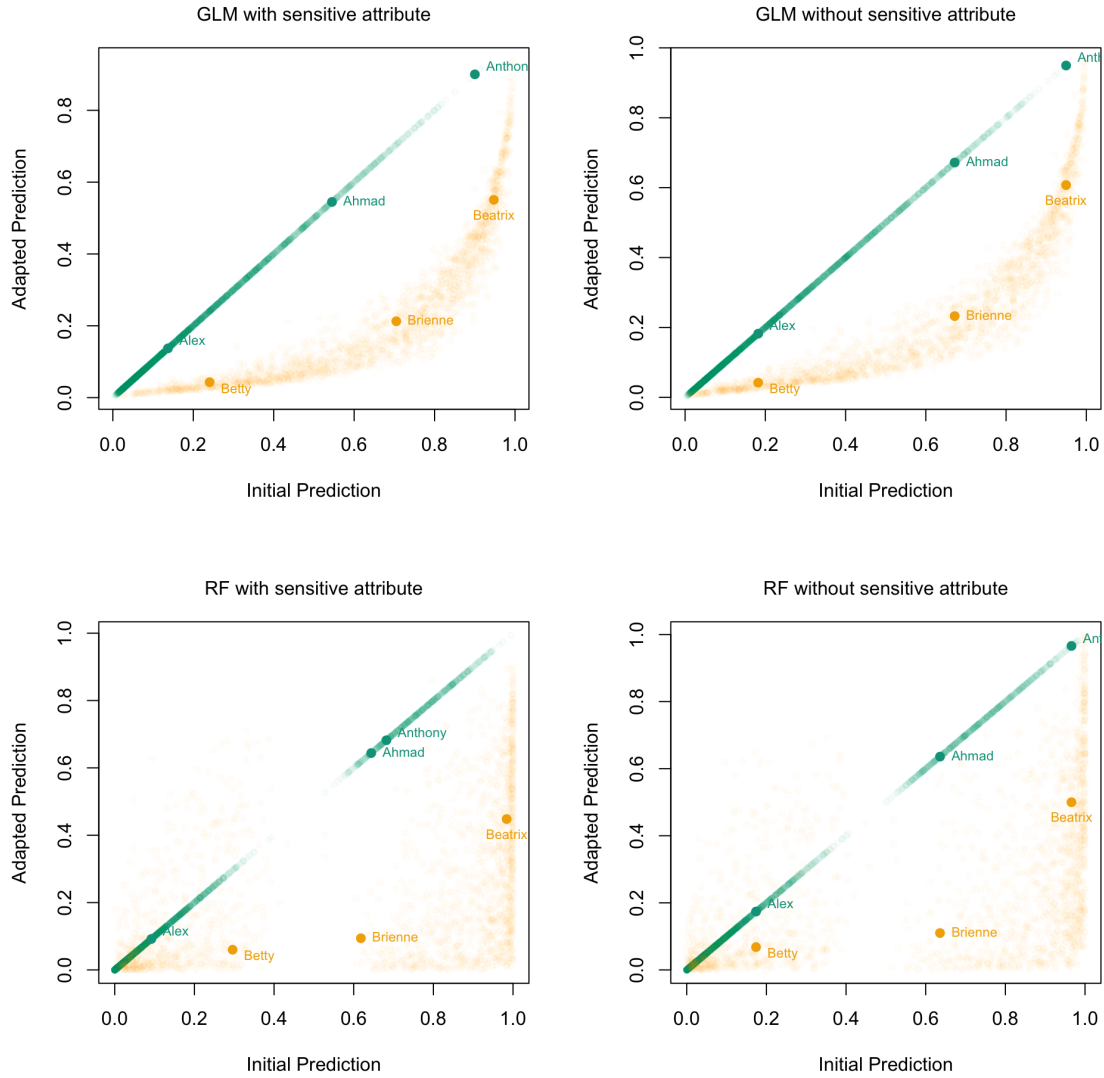 GLM with sensitive attribute
Adapted Prediction
0.0 0.2 0.4 0.6 0.8
Anthon
Ahmad
Beatrix
Alex
Brienne
Betty
0.0 0.2 0.4 0.6 0.8 1.0
Initial Prediction
GLM without sensitive attribute
Adapted Prediction
0.0 0.2 0.4 0.6 0.8 1.0
Anth
Ahmad
Beatrix
Alex
Brienne
Betty
0.0 0.2 0.4 0.6 0.8 1.0
Initial Prediction
RF with sensitive attribute
Adapted Prediction
0.0 0.2 0.4 0.6 0.8 1.0
Anthony
Ahmad
Beatrix
Alex
Brienne
Betty
0.0 0.2 0.4 0.6 0.8 1.0
Initial Prediction
RF without sensitive attribute
Adapted Prediction
0.0 0.2 0.4 0.6 0.8 1.0
Ant
Ahmad
Beatrix
Alex
Brienne
Betty
0.0 0.2 0.4 0.6 0.8 1.0
Initial Prediction